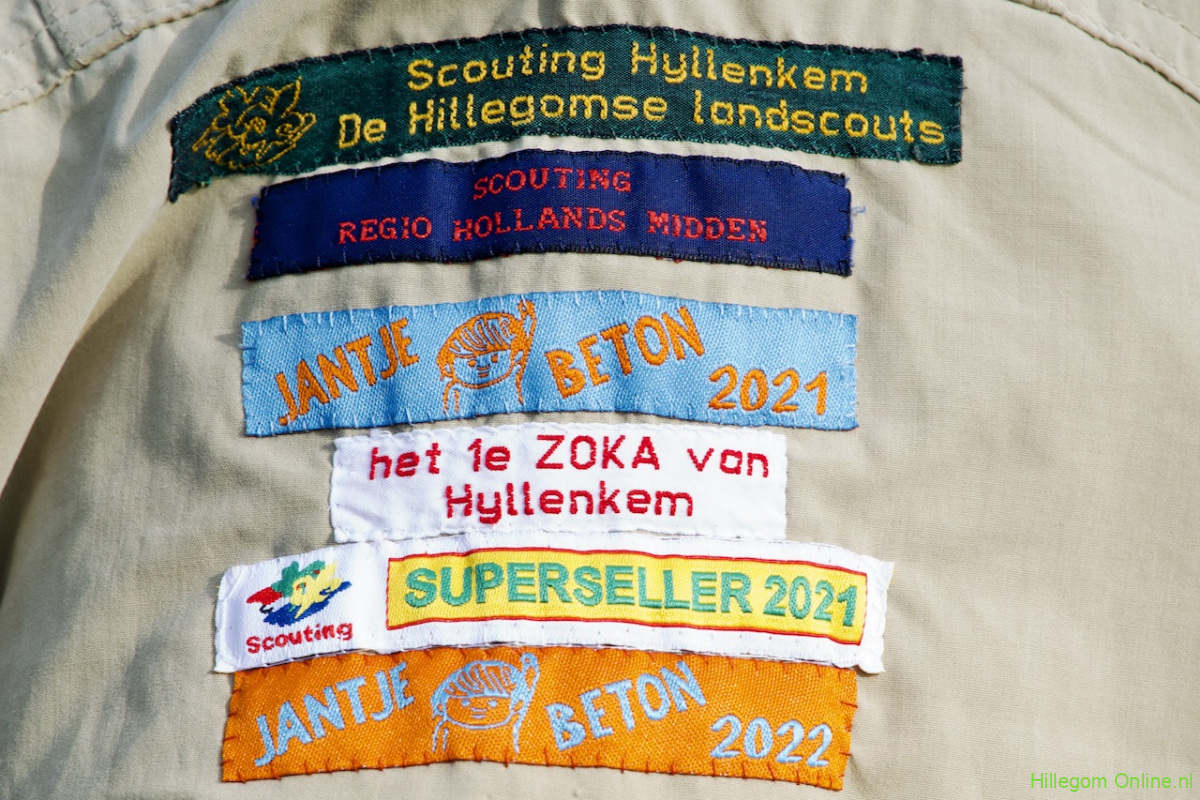 Scouting Hyllenkem
De Hillegomse landscouts
SCOUTING
REGIO HOLLANDS MIDDEN
JANTJE BETON 2021
het 1e ZOKA van
Hyllenkem
SUPERSELLER 2021
Scouting
JANTJE BETON 2022
Hillegom Online.nl